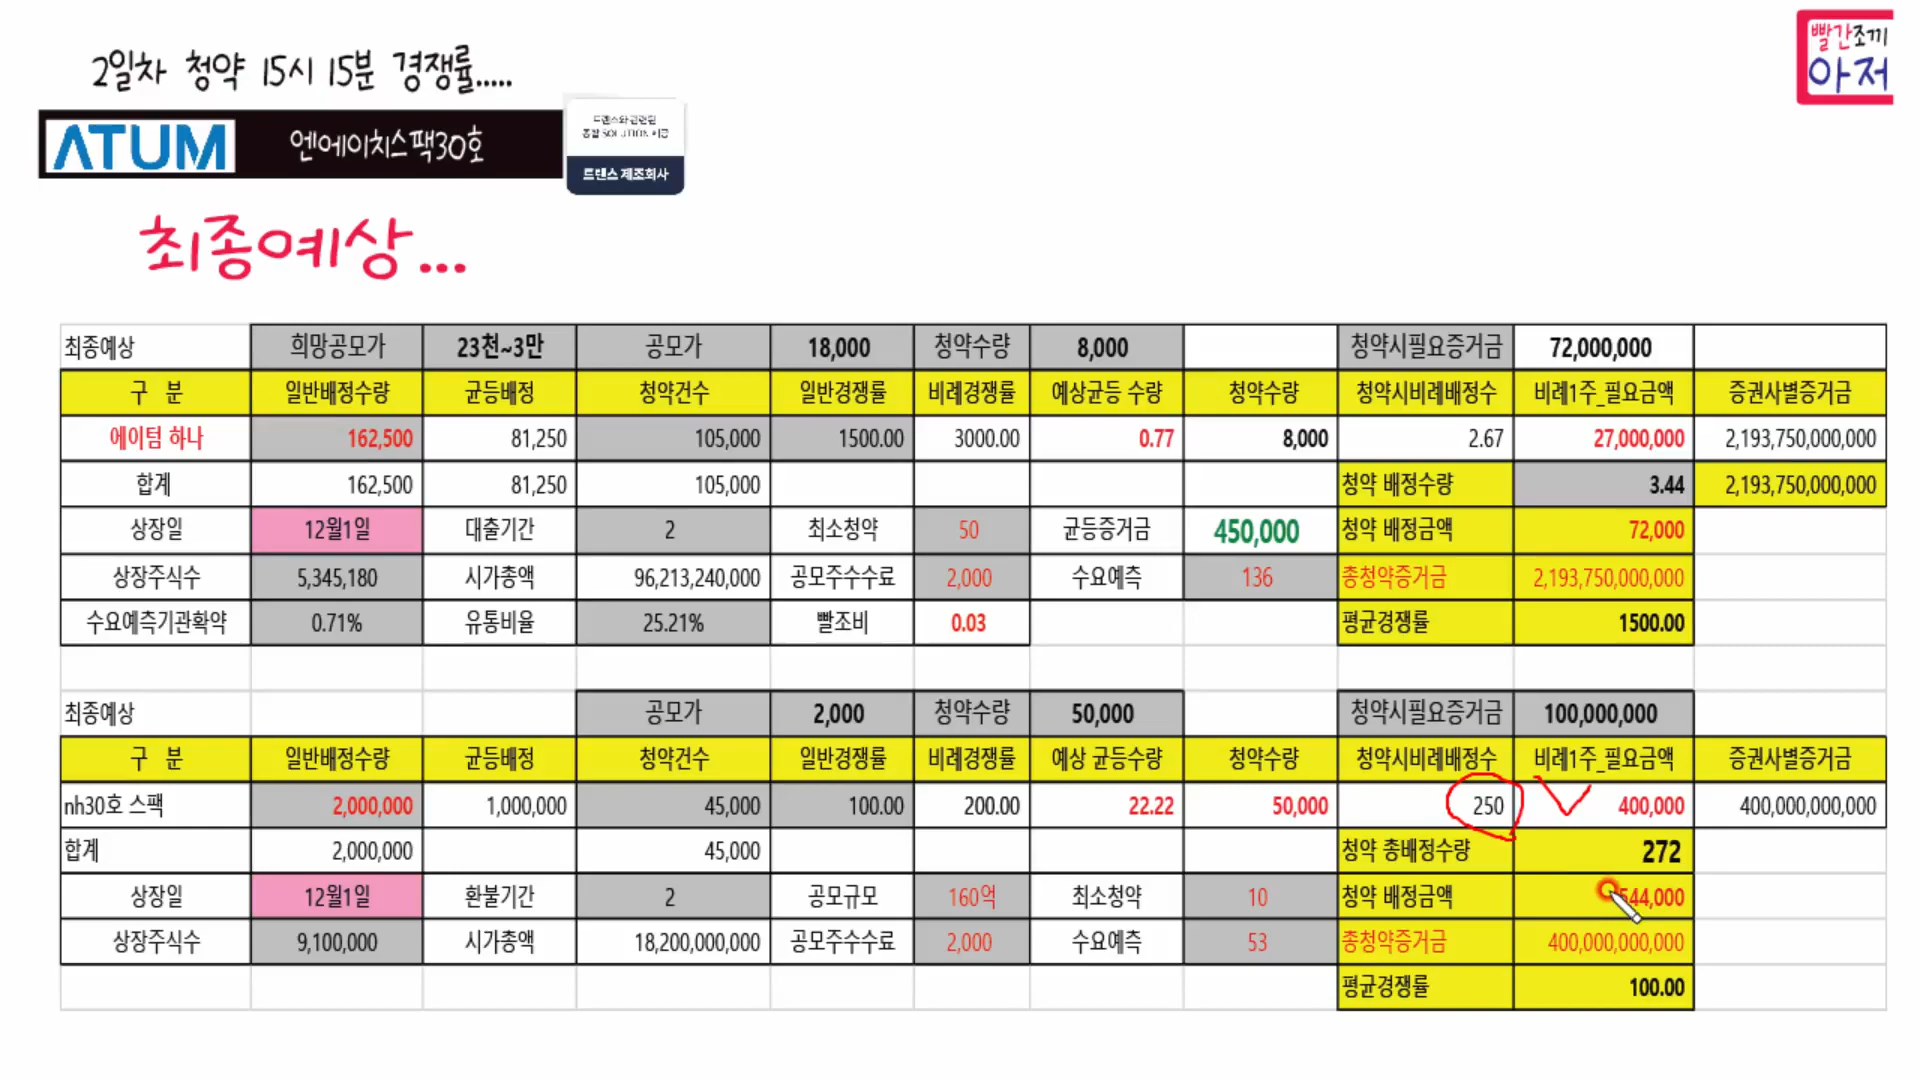 2일차 청약 15시 15분 경쟁률.....
빨간조끼
아저
ATUM
엔에이치스팩30호
트랜스와 관련된
종합 SOLUTION 제공
트랜스 제조회사
최종예상...
최종예상 희망공모가 23천~3만 공모가 18,000 청약수량 8,000 청약시필요증거금 72,000,000
구 분 일반배정수량 균등배정 청약건수 일반경쟁률 비례경쟁률 예상균등 수량 청약수량 청약시비례배정수 비례1주_필요금액 증권사별증거금
에이텀 하나 162,500 81,250 105,000 1500.00 3000.00 0.77 8,000 2.67 27,000,000 2,193,750,000,000
합계 162,500 81,250 105,000 청약 배정수량 3.44 2,193,750,000,000
상장일 12월1일 대출기간 2 최소청약 50 균등증거금 450,000 청약 배정금액 72,000
상장주식수 5,345,180 시가총액 96,213,240,000 공모주수수료 2,000 수요예측 136 총청약증거금 2,193,750,000,000
수요예측기관확약 0.71% 유통비율 25.21% 빨조비 0.03 평균경쟁률 1500.00
최종예상 공모가 2,000 청약수량 50,000 청약시필요증거금 100,000,000
구 분 일반배정수량 균등배정 청약건수 일반경쟁률 비례경쟁률 예상 균등수량 청약수량 청약시비례배정수 비례1주_필요금액 증권사별증거금
nh30호 스팩 2,000,000 1,000,000 45,000 100.00 200.00 22.22 50,000 250 400,000 400,000,000,000
합계 2,000,000 45,000 청약 총배정수량 272
상장일 12월1일 환불기간 2 공모규모 160억 최소청약 10 청약 배정금액 544,000
상장주식수 9,100,000 시가총액 18,200,000,000 공모주수수료 2,000 수요예측 53 총청약증거금 400,000,000,000
평균경쟁률 100.00